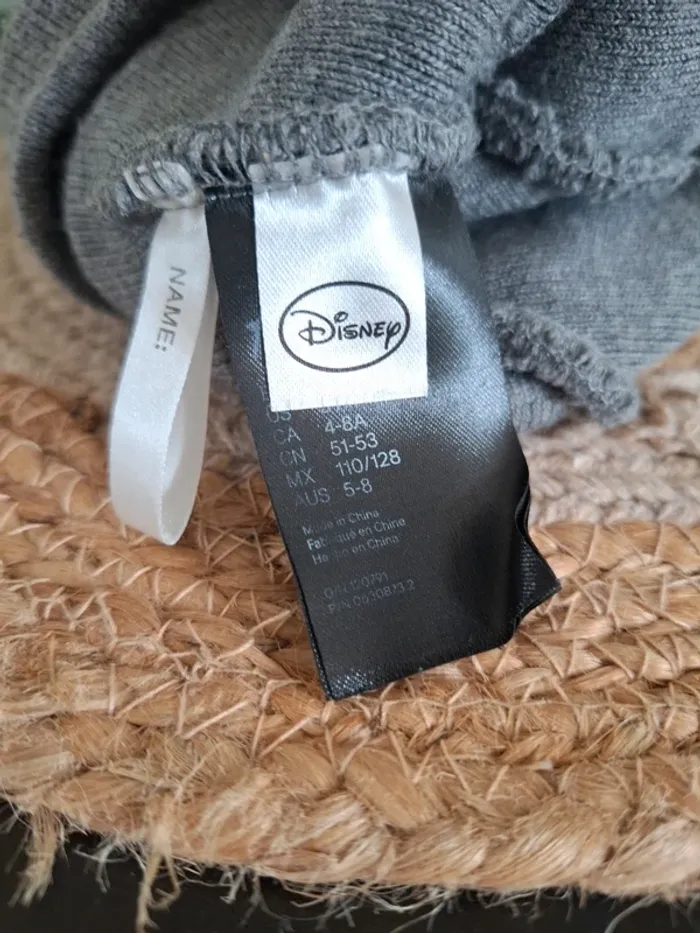 NAME:
Disney
US
CA 4-8A
CN 51-53
MX 110/128
AUS 5-8
Made in China
Fabriqué en Chine
Hecho en China